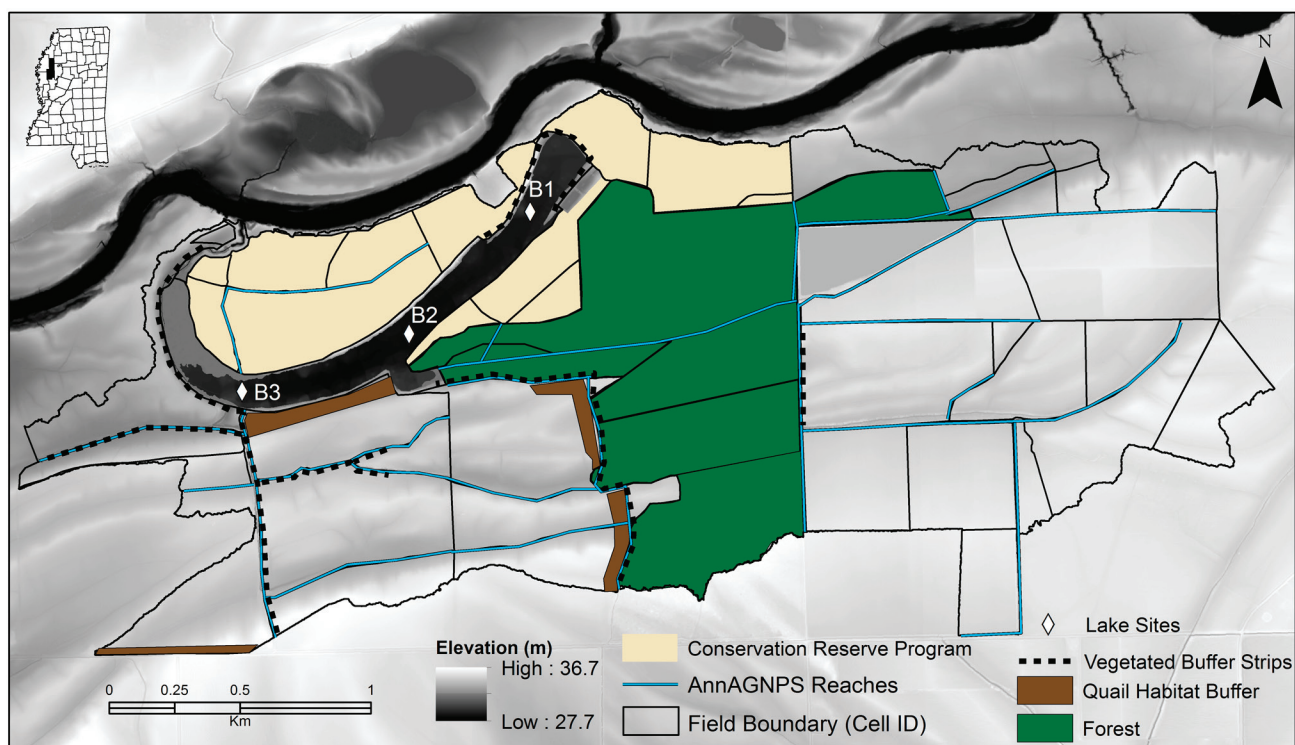 N
B1
B2
B3
Elevation (m)
High : 36.7
Low : 27.7
Conservation Reserve Program
AnnAGNPS Reaches
Field Boundary (Cell ID)
Lake Sites
Vegetated Buffer Strips
Quail Habitat Buffer
Forest
0 0.25 0.5 1
Km